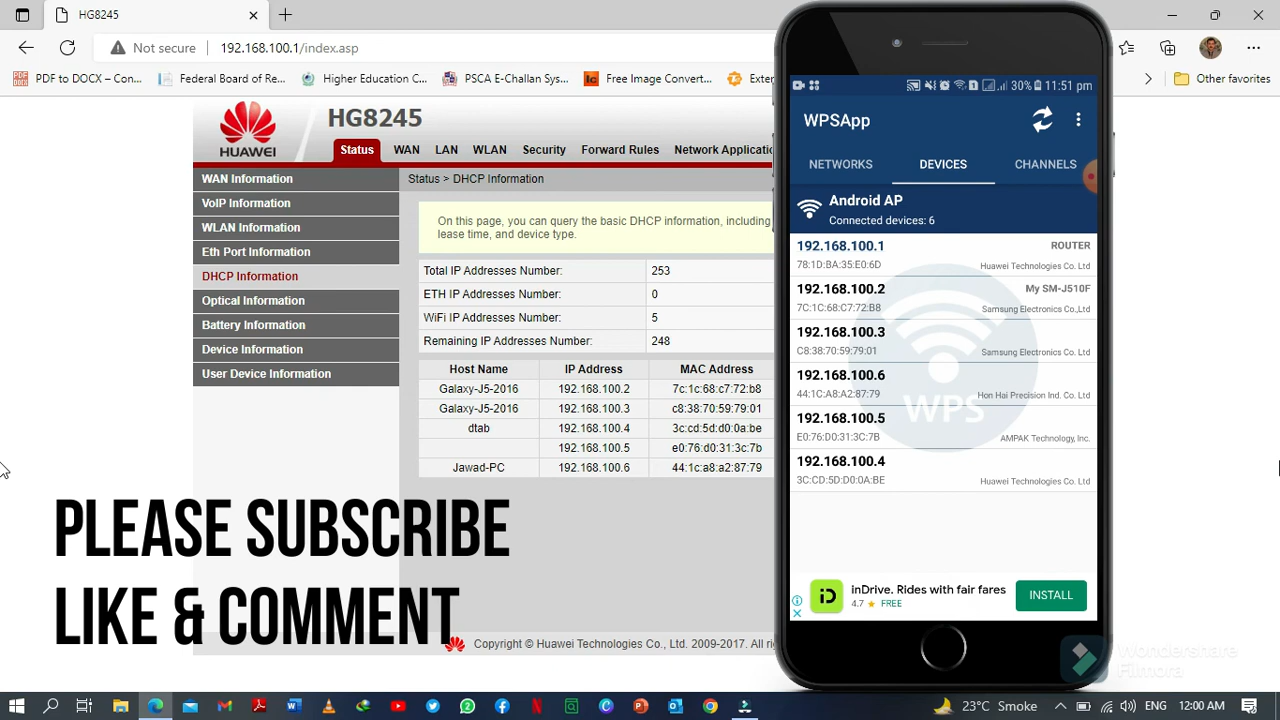 Not secure
192.168.100.1/index.asp
PDF to DOCX – Con...
Federal Board of R...
Higher Education C...
PSCA E-Challan Sys...
Free Image Convert...
Exter
Other favorites
HUAWEI
HG8245
Status
WAN
LAN
WLAN
Security
Forward Rules
Network Applicatio
WAN Information
VoIP Information
WLAN Information
Eth Port Information
DHCP Information
Optical Information
Battery Information
Device Information
User Device Information
Status > DHCP Information
On this page, you can query the basic DHCP information, including
lease time, and device type.
Total IP Addresses Number: 253
ETH IP Addresses Number: 0
WiFi IP Addresses Number: 5
Remaining IP Addresses Number: 248
Host Name IP Address MAC Address
Galaxy-J5-2016 192.168.100.2 7c:1c:68:c7:72:b8
Galaxy-J5-2016 192.168.100.3 c8:38:70:59:79:01
dtab 192.168.100.4 3c:cd:5d:d0:0a:be
192.168.100.5 e0:76:d0:31:3c:7b
Jawad-PC 192.168.100.6 44:1c:a8:a2:87:79
PLEASE SUBSCRIBE
LIKE & COMMENT
Copyright © Huawei Technologies Co., Ltd. 2009-2017. All ri
30% 11:51 pm
WPSApp
NETWORKS
DEVICES
CHANNELS
Android AP
Connected devices: 6
192.168.100.1 ROUTER
78:1D:BA:35:E0:6D Huawei Technologies Co. Ltd
192.168.100.2 My SM-J510F
7C:1C:68:C7:72:B8 Samsung Electronics Co.,Ltd
192.168.100.3
C8:38:70:59:79:01 Samsung Electronics Co. Ltd
192.168.100.6
44:1C:A8:A2:87:79 Hon Hai Precision Ind. Co. Ltd
WPS
192.168.100.5
E0:76:D0:31:3C:7B AMPAK Technology, Inc.
192.168.100.4
3C:CD:5D:D0:0A:BE Huawei Technologies Co. Ltd
inDrive. Rides with fair fares
4.7 ★ FREE
INSTALL
Wondershare
Filmora
23°C Smoke
12:00 AM